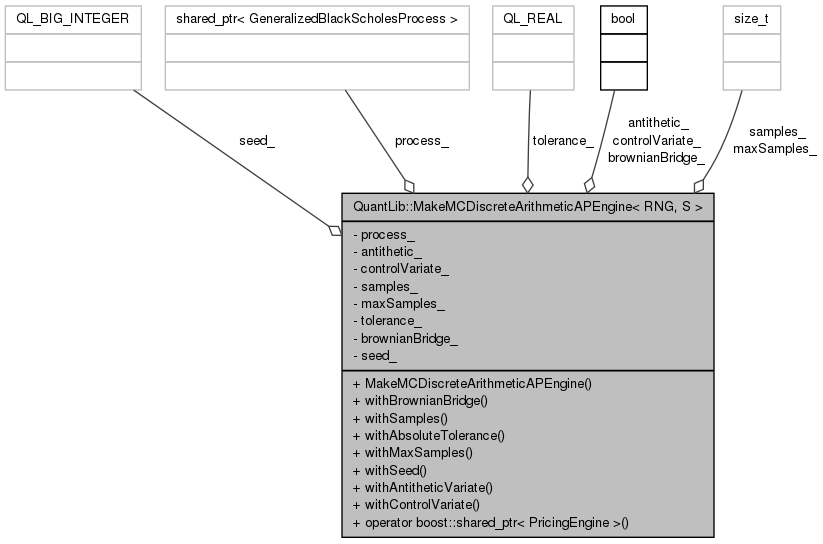 QL_BIG_INTEGER
shared_ptr< GeneralizedBlackScholesProcess >
QL_REAL
bool
size_t
seed_
process_
tolerance_
antithetic_
controlVariate_
brownianBridge_
samples_
maxSamples_
QuantLib::MakeMCDiscreteArithmeticAPEngine< RNG, S >
- process_
- antithetic_
- controlVariate_
- samples_
- maxSamples_
- tolerance_
- brownianBridge_
- seed_
+ MakeMCDiscreteArithmeticAPEngine()
+ withBrownianBridge()
+ withSamples()
+ withAbsoluteTolerance()
+ withMaxSamples()
+ withSeed()
+ withAntitheticVariate()
+ withControlVariate()
+ operator boost::shared_ptr< PricingEngine >()